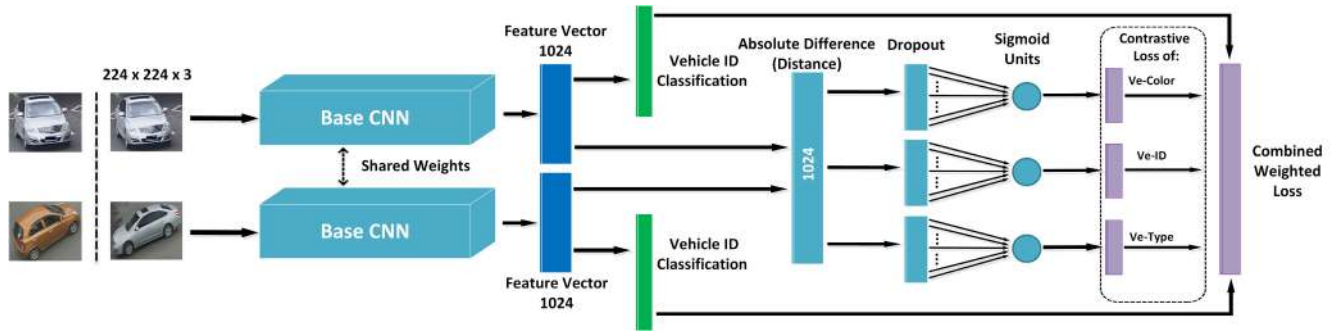 224 x 224 x 3
Base CNN
Shared Weights
Base CNN
Feature Vector
1024
Feature Vector
1024
Vehicle ID
Classification
Vehicle ID
Classification
Absolute Difference
(Distance)
1024
Dropout
Sigmoid
Units
Contrastive
Loss of:
Ve-Color
Ve-ID
Ve-Type
Combined
Weighted
Loss